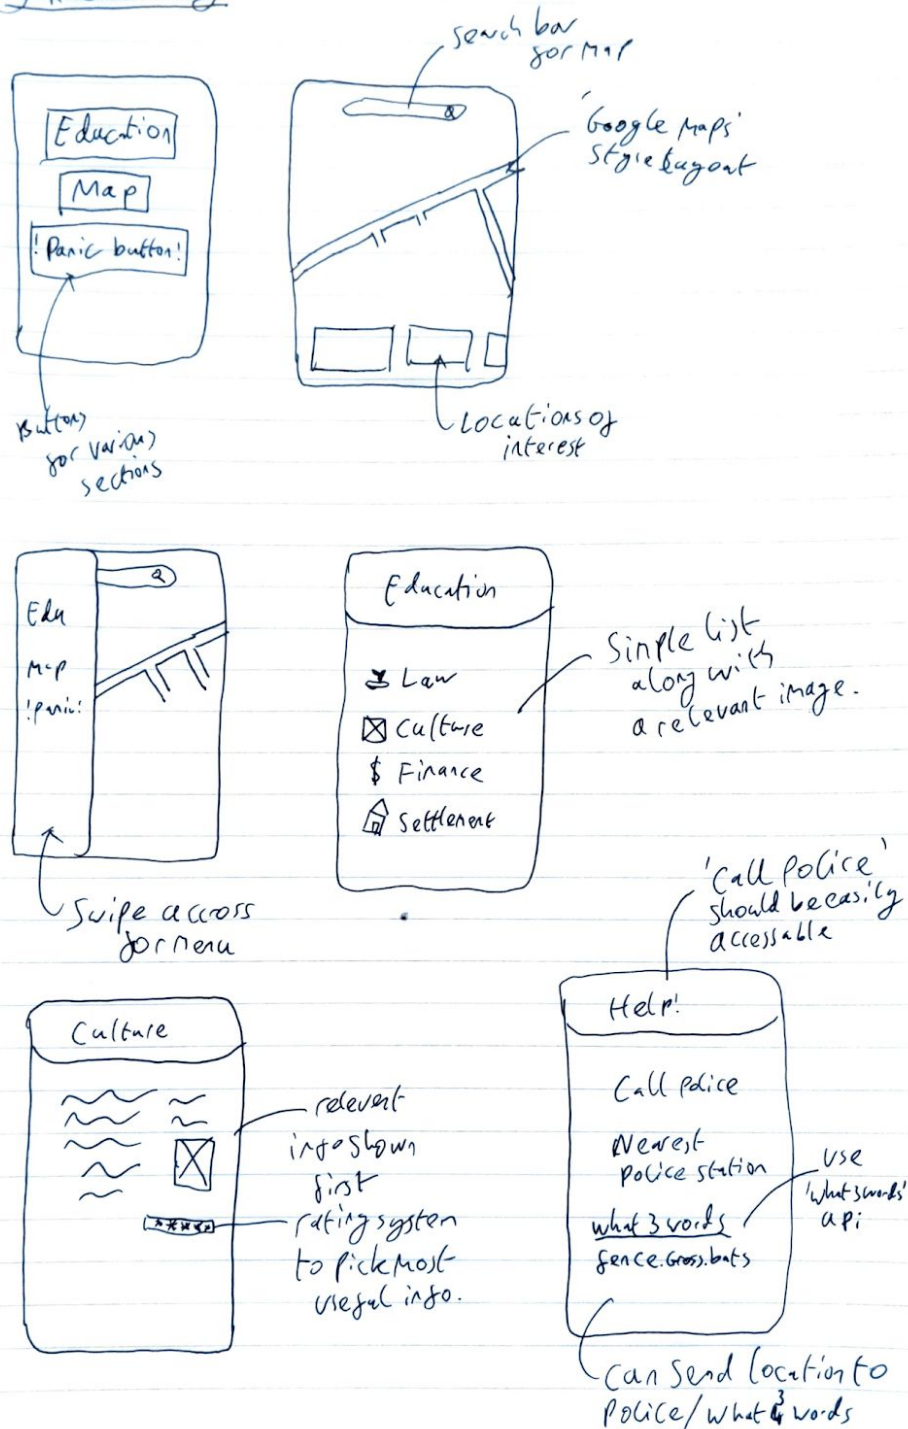 Search bar
for Map
Education
Map
! Panic button!
'Google Maps'
Style Layout
Buttons
for various
sections
Locations of
interest
Edu
Map
!panic!
Swipe accross
for menu
Education
Law
Culture
$ Finance
Settlement
Simple list
along with
a relevant image.
'Call Police'
should be easily
accessable
Culture
relevent
info shown
first
rating system
to pick most
useful info.
Help!
Call police
Nearest
police station
what 3 words
fence.Gross.bats
use
'what3words'
api
Can Send location to
Police/what 3 words